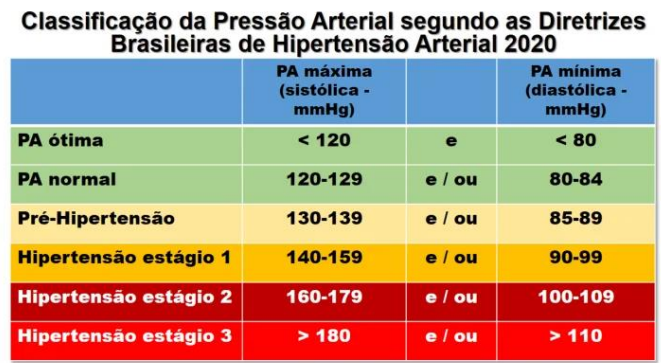 Classificação da Pressão Arterial segundo as Diretrizes
Brasileiras de Hipertensão Arterial 2020
PA máxima
(sistólica -
mmHg)
PA mínima
(diastólica -
mmHg)
PA ótima < 120 e < 80
PA normal 120-129 e / ou 80-84
Pré-Hipertensão 130-139 e / ou 85-89
Hipertensão estágio 1 140-159 e / ou 90-99
Hipertensão estágio 2 160-179 e / ou 100-109
Hipertensão estágio 3 > 180 e / ou > 110